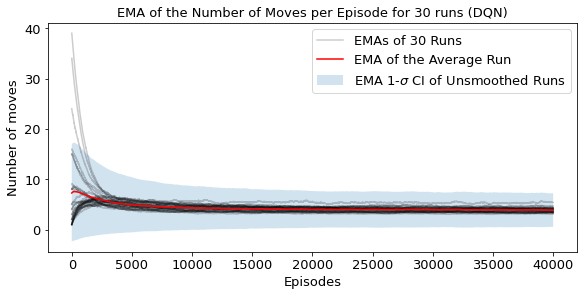 EMA of the Number of Moves per Episode for 30 runs (DQN)
EMAs of 30 Runs
EMA of the Average Run
EMA 1-σ CI of Unsmoothed Runs
Number of moves
40
30
20
10
0
0 5000 10000 15000 20000 25000 30000 35000 40000
Episodes